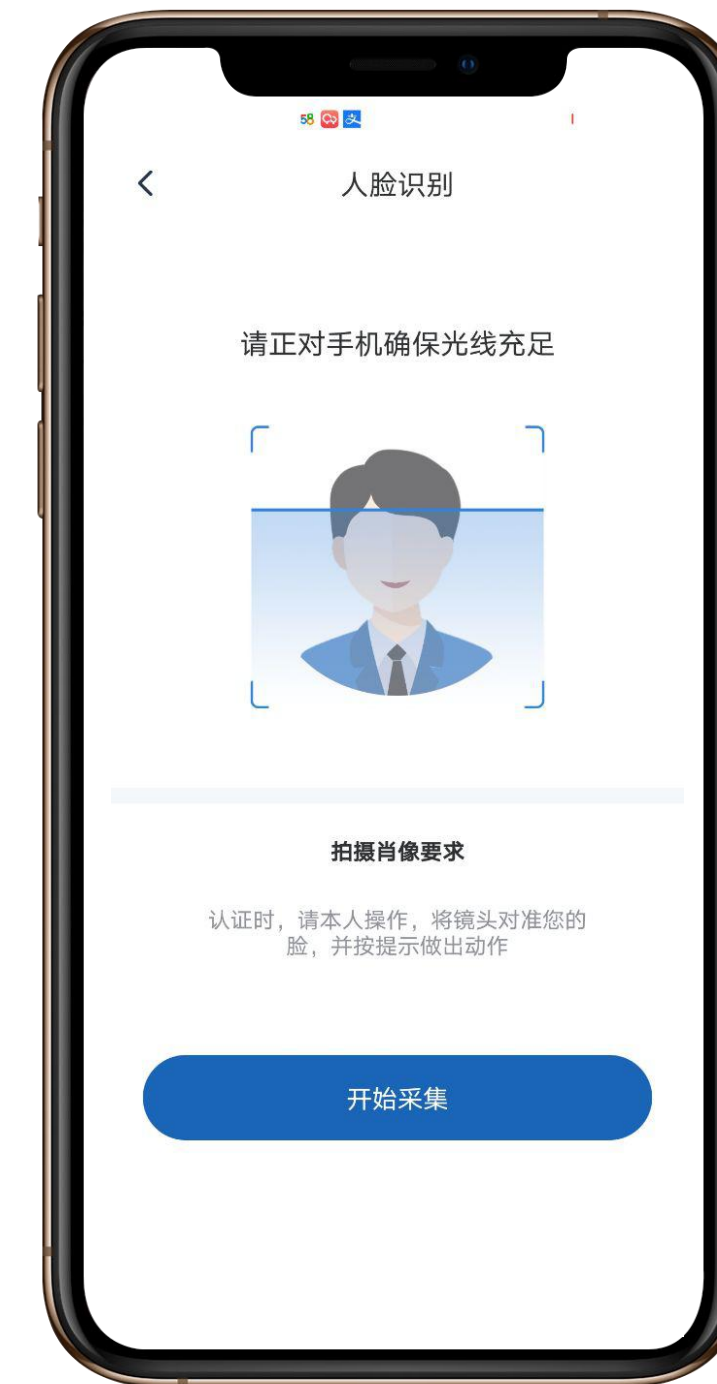 58
人脸识别
请正对手机确保光线充足
拍摄肖像要求
认证时，请本人操作，将镜头对准您的
脸，并按提示做出动作
开始采集